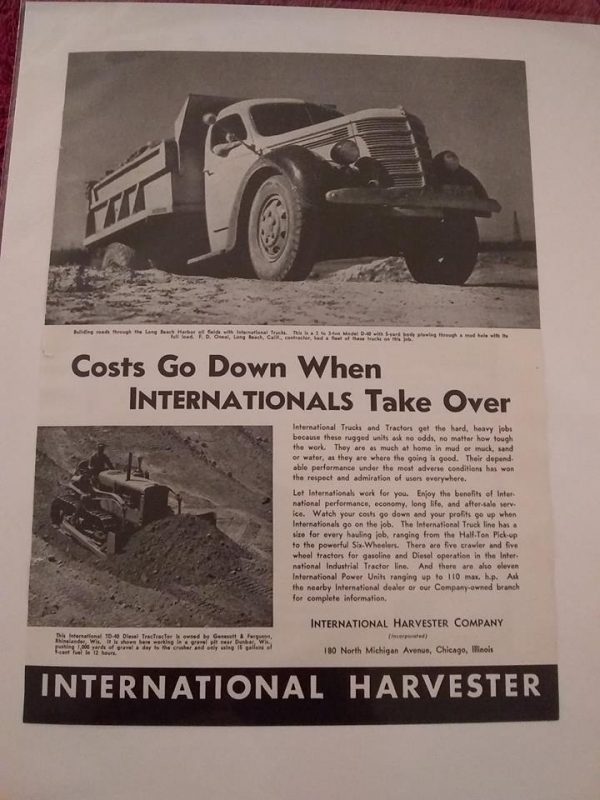 Building roads through the Long Beach Harbor oil fields with International Trucks. This is a 2 to 3-ton Model D-40 with 5-yard body plowing through a mud hole with its
full load. F. D. Oneal, Long Beach, Calif., contractor, had a fleet of these trucks on this job.
Costs Go Down When
INTERNATIONALS Take Over
International Trucks and Tractors get the hard, heavy jobs
because these rugged units ask no odds, no matter how tough
the work. They are as much at home in mud or muck, sand
or water, as they are where the going is good. Their depend-
able performance under the most adverse conditions has won
the respect and admiration of users everywhere.
Let Internationals work for you. Enjoy the benefits of Inter-
national performance, economy, long life, and after-sale serv-
ice. Watch your costs go down and your profits go up when
Internationals go on the job. The International Truck line has a
size for every hauling job, ranging from the Half-Ton Pick-up
to the powerful Six-Wheelers. There are five crawler and five
wheel tractors for gasoline and Diesel operation in the Inter-
national Industrial Tractor line. And there are also eleven
International Power Units ranging up to 110 max. h.p. Ask
the nearby International dealer or our Company-owned branch
for complete information.
INTERNATIONAL HARVESTER COMPANY
(Incorporated)
180 North Michigan Avenue, Chicago, Illinois
This International TD-40 Diesel TracTracTor is owned by & Ferguson,
Rhinelander, Wis. It is shown here working in a gravel pit near Dunbar, Wis.,
pushing 1,000 yards of gravel a day to the crusher and only using 15 gallons of
-cent fuel in 12 hours.
INTERNATIONAL HARVESTER